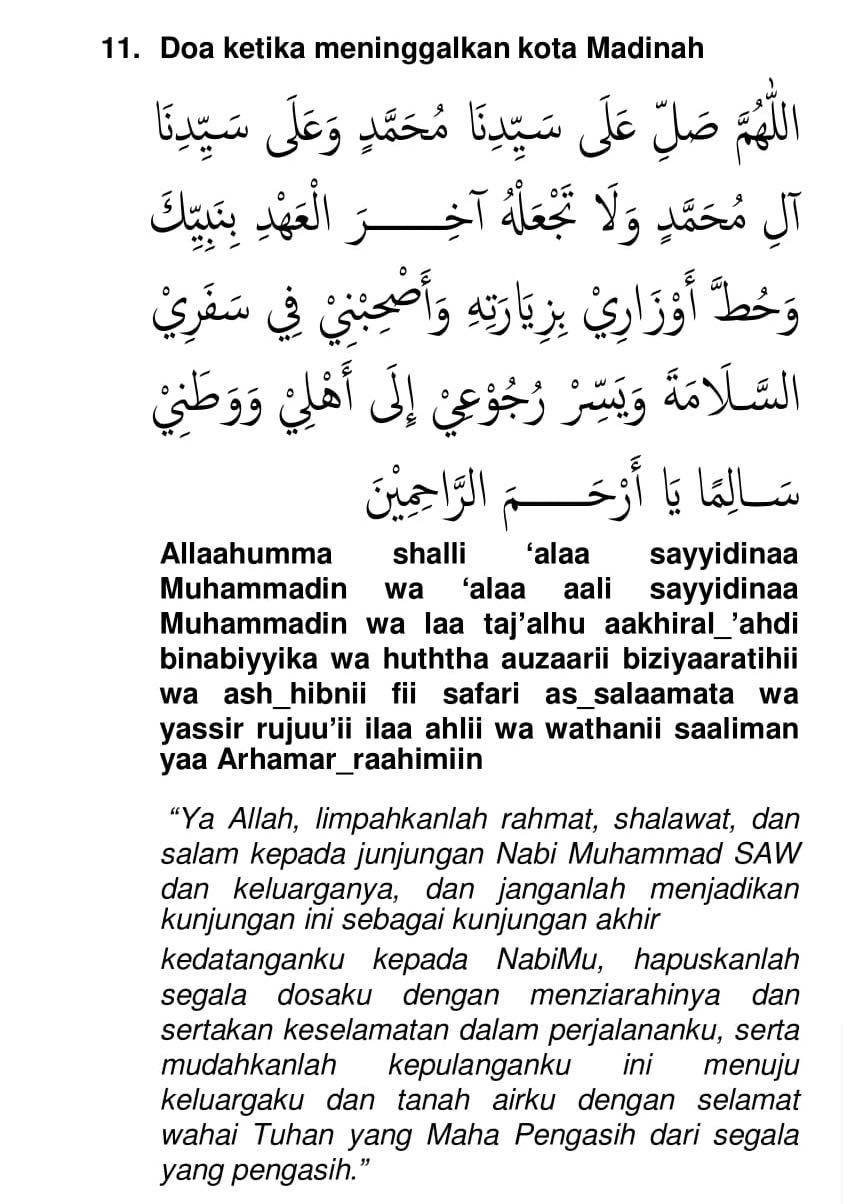 11. Doa ketika meninggalkan kota Madinah
اللّٰهُمَّ صَلِّ عَلَى سَيِّدِنَا مُحَمَّدٍ وَعَلَى سَيِّدِنَا
آلِ مُحَمَّدٍ وَلَا تَجْعَلْهُ آخِـــرَ الْعَهْدِ بِنَبِيِّكَ
وَحُطَّ أَوْزَارِيْ بِزِيَارَتِهِ وَأَصْحِبْنِيْ فِي سَفَرِيْ
السَّلَامَةَ وَيَسِّرْ رُجُوْعِيْ إِلَى أَهْلِيْ وَوَطَنِيْ
سَـالِمًا يَا أَرْحَـــمَ الرَّاحِمِيْنَ
Allaahumma shalli ‘alaa sayyidinaa
Muhammadin wa ‘alaa aali sayyidinaa
Muhammadin wa laa taj’alhu aakhiral_’ahdi
binabiyyika wa huththa auzaarii biziyaaratihii
wa ash_hibnii fii safari as_salaamata wa
yassir rujuu’ii ilaa ahlii wa wathanii saaliman
yaa Arhamar_raahimiin
“Ya Allah, limpahkanlah rahmat, shalawat, dan
salam kepada junjungan Nabi Muhammad SAW
dan keluarganya, dan janganlah menjadikan
kunjungan ini sebagai kunjungan akhir
kedatanganku kepada NabiMu, hapuskanlah
segala dosaku dengan menziarahinya dan
sertakan keselamatan dalam perjalananku, serta
mudahkanlah kepulanganku ini menuju
keluargaku dan tanah airku dengan selamat
wahai Tuhan yang Maha Pengasih dari segala
yang pengasih.”